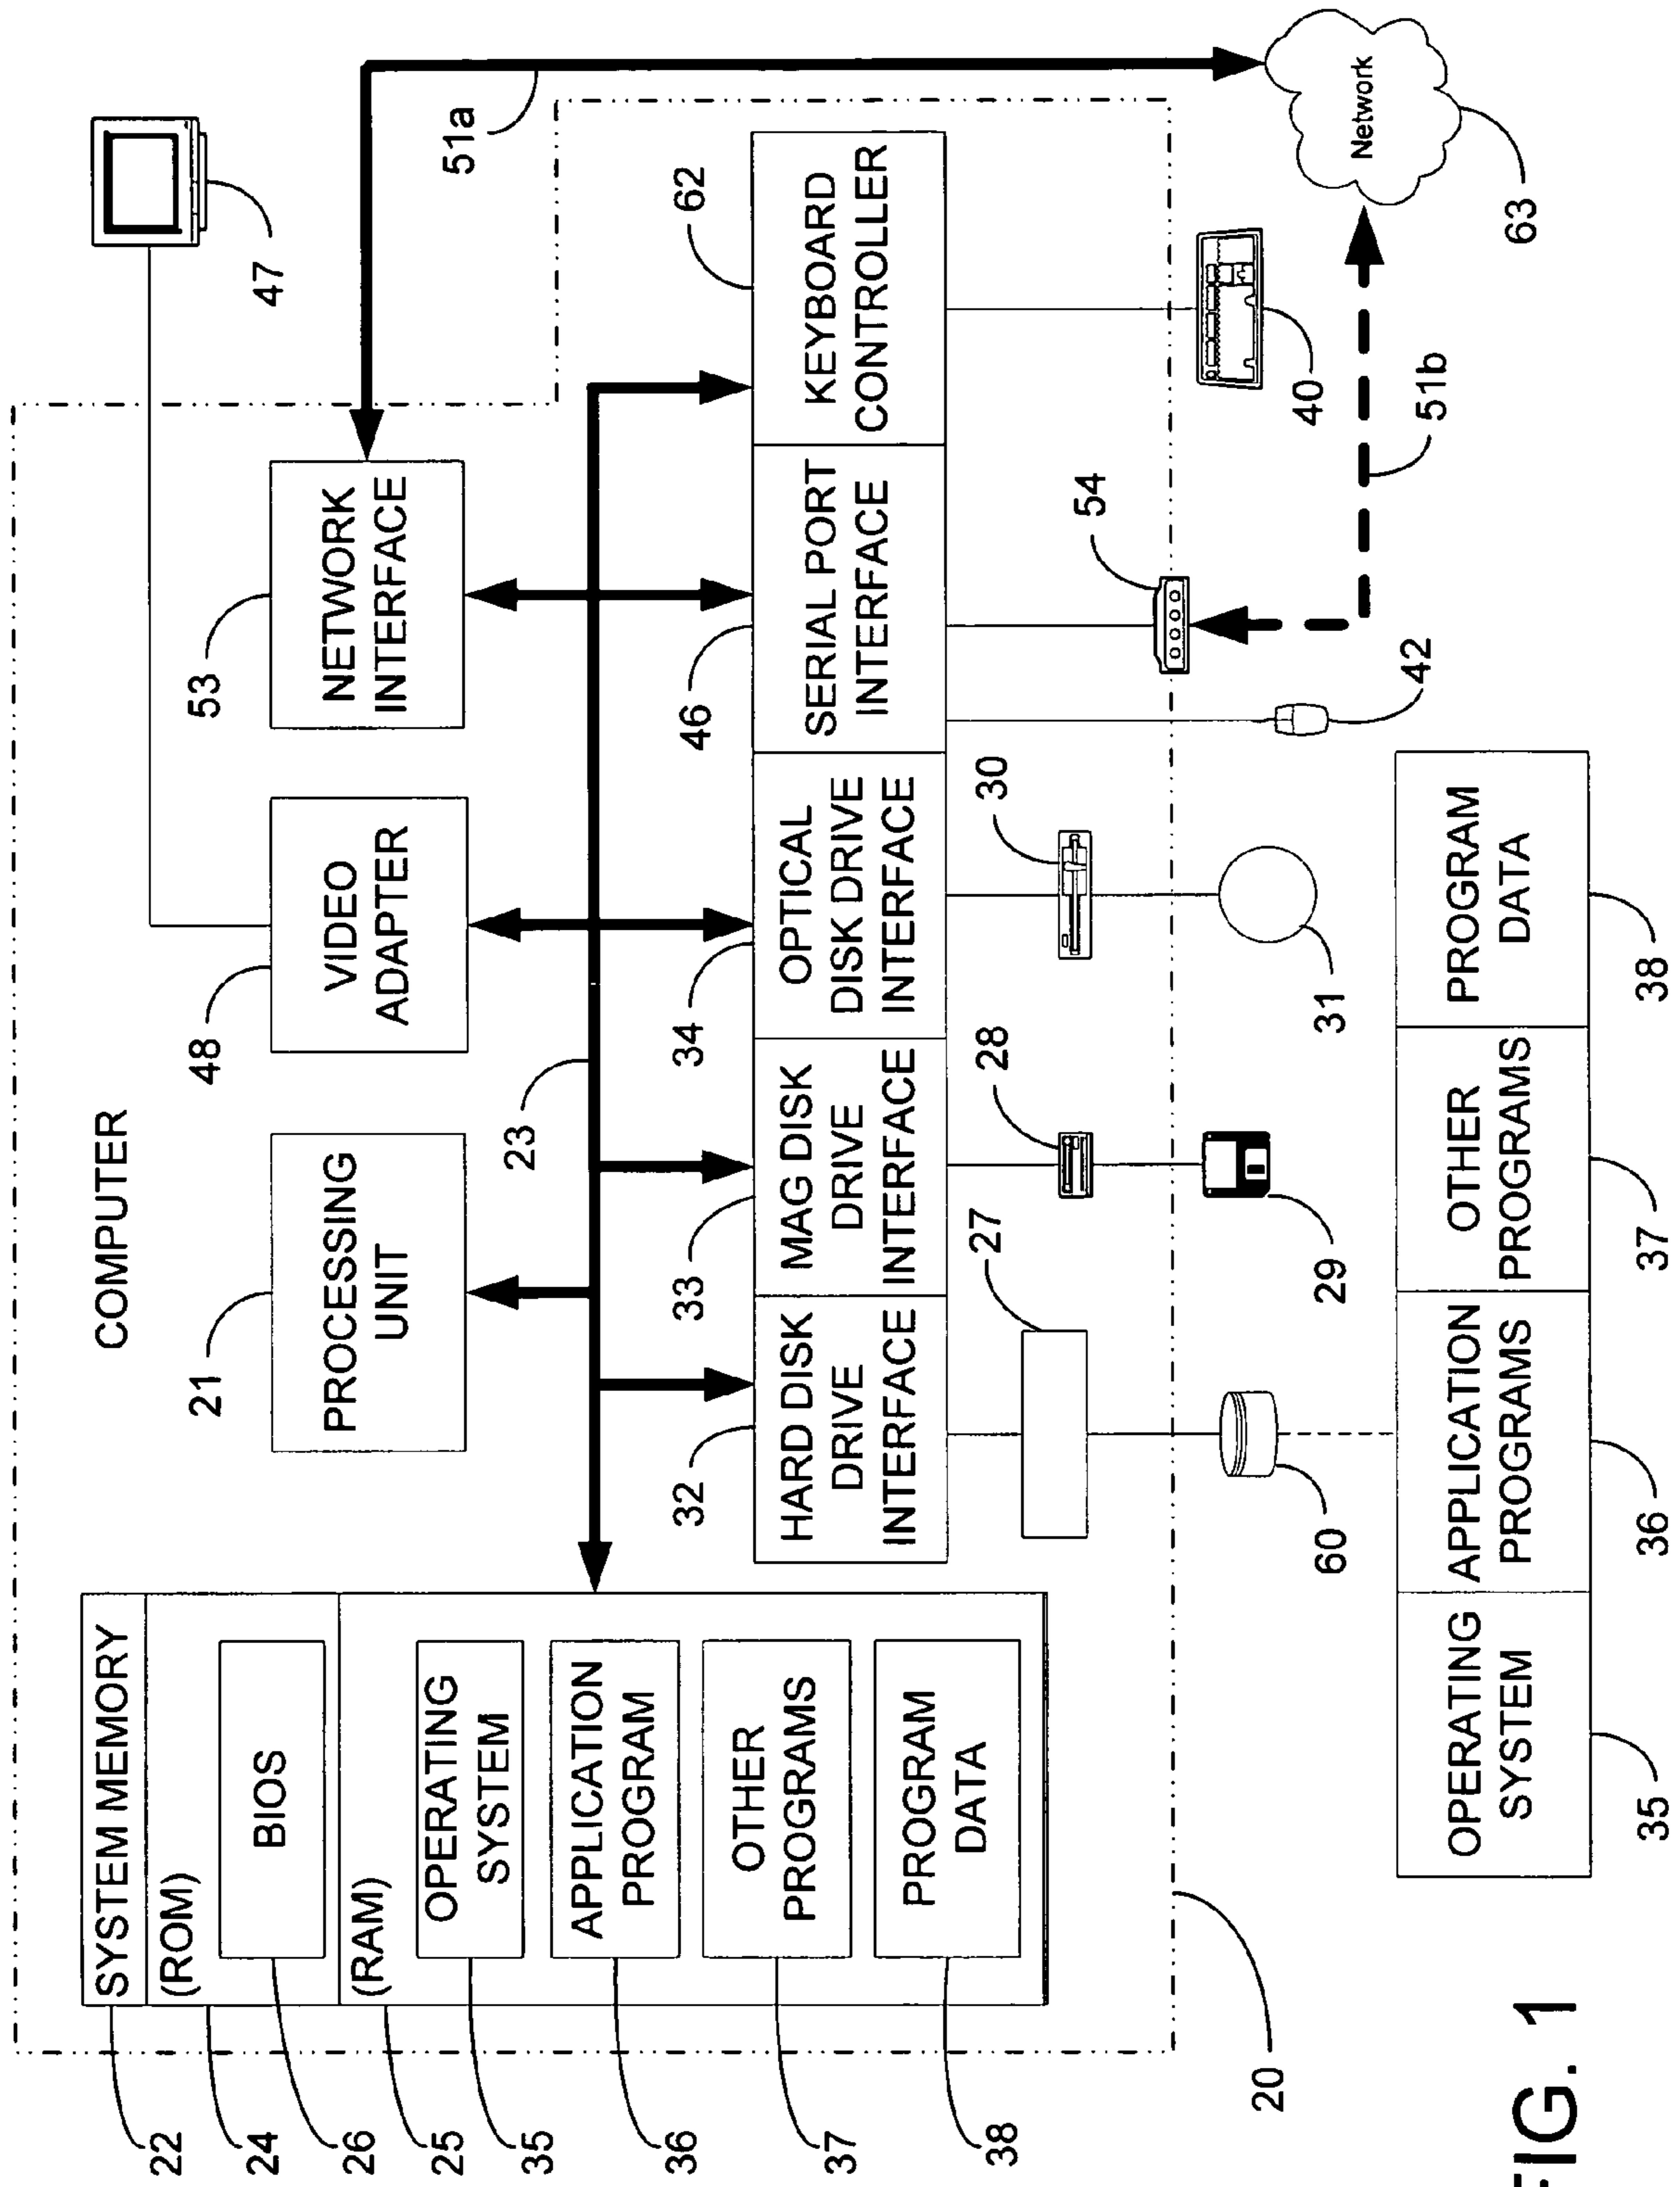 COMPUTER
22
SYSTEM MEMORY
24
(ROM)
26
BIOS
25
(RAM)
35
OPERATING
SYSTEM
36
APPLICATION
PROGRAM
37
OTHER
PROGRAMS
38
PROGRAM
DATA
21
PROCESSING
UNIT
48
VIDEO
ADAPTER
53
NETWORK
INTERFACE
47
51a
23
32
HARD DISK
DRIVE
INTERFACE
33
MAG DISK
DRIVE
INTERFACE
34
OPTICAL
DISK DRIVE
INTERFACE
46
SERIAL PORT
INTERFACE
62
KEYBOARD
CONTROLLER
27
28
30
54
20
60
29
31
42
40
51b
Network
63
OPERATING
SYSTEM
APPLICATION
PROGRAMS
OTHER
PROGRAMS
PROGRAM
DATA
35
36
37
38
FIG. 1